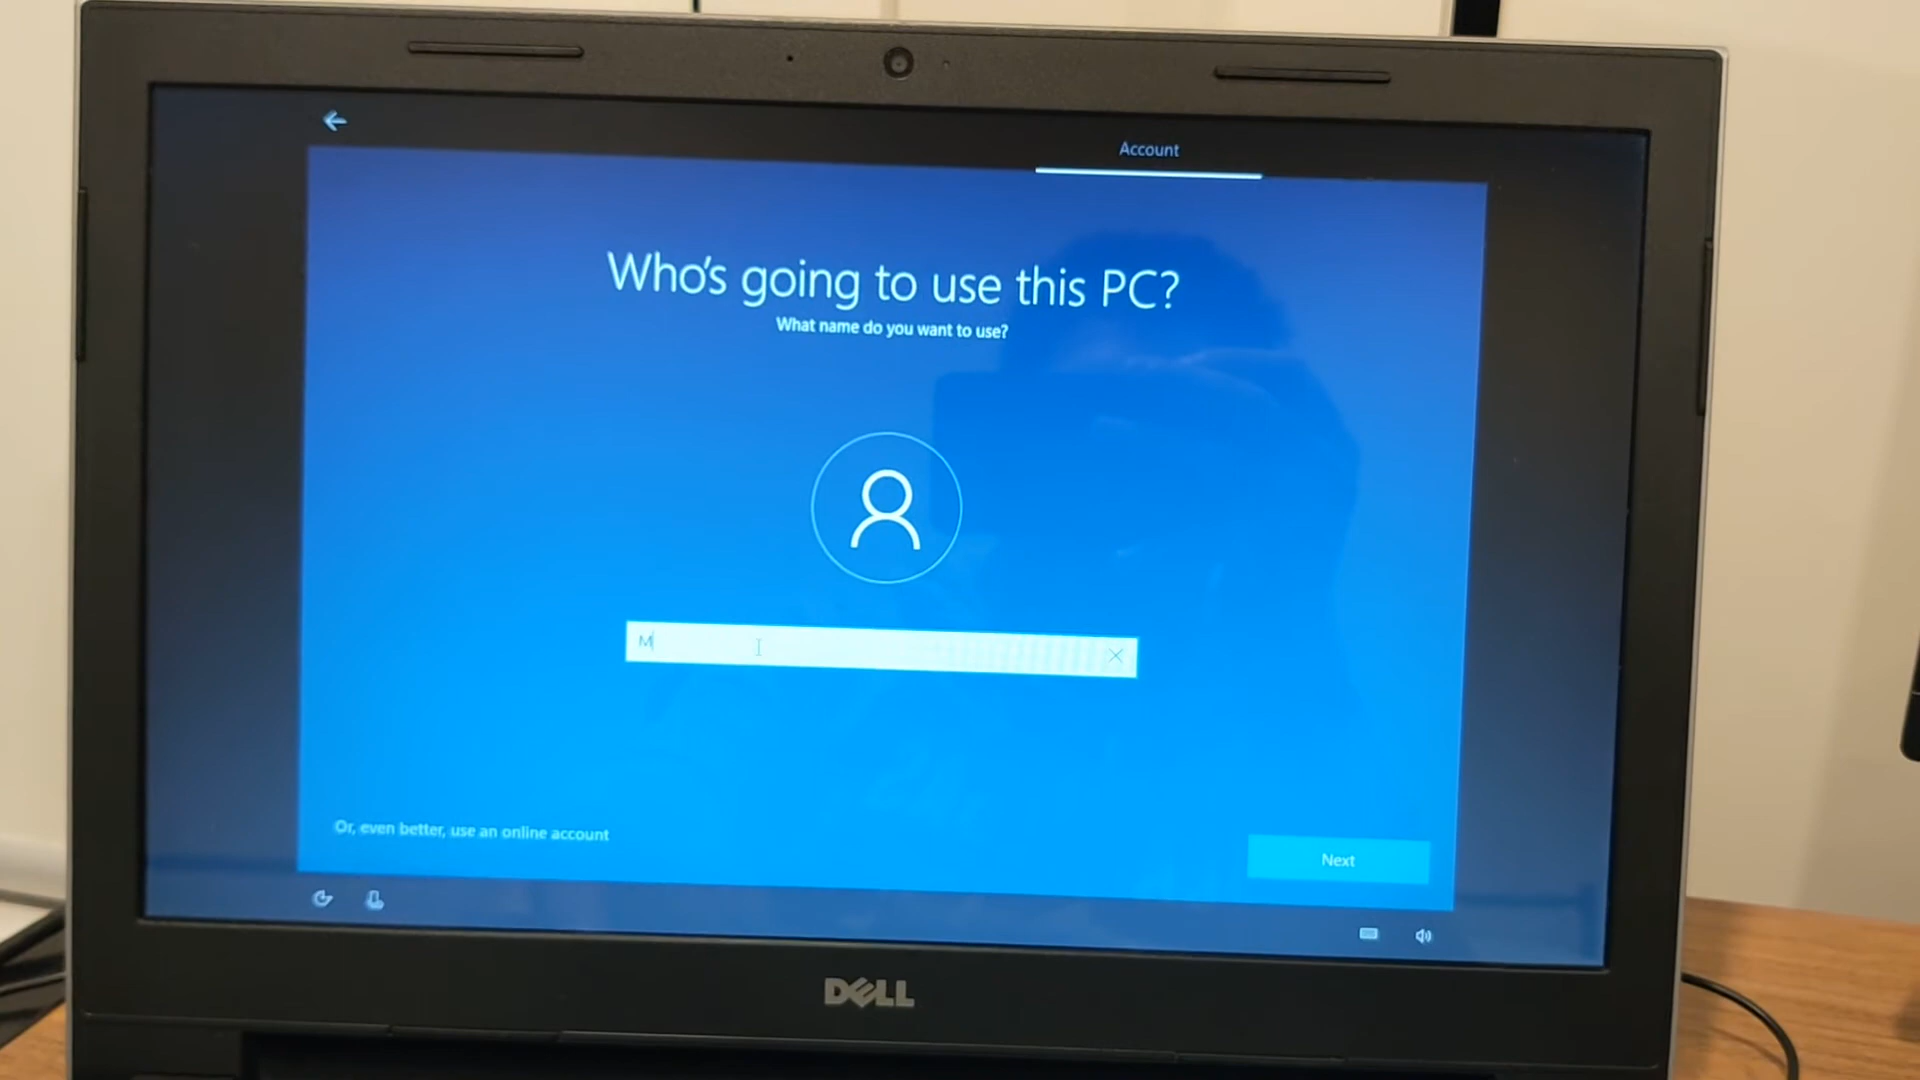 Account
Who's going to use this PC?
What name do you want to use?
M
Or, even better, use an online account
Next
DELL